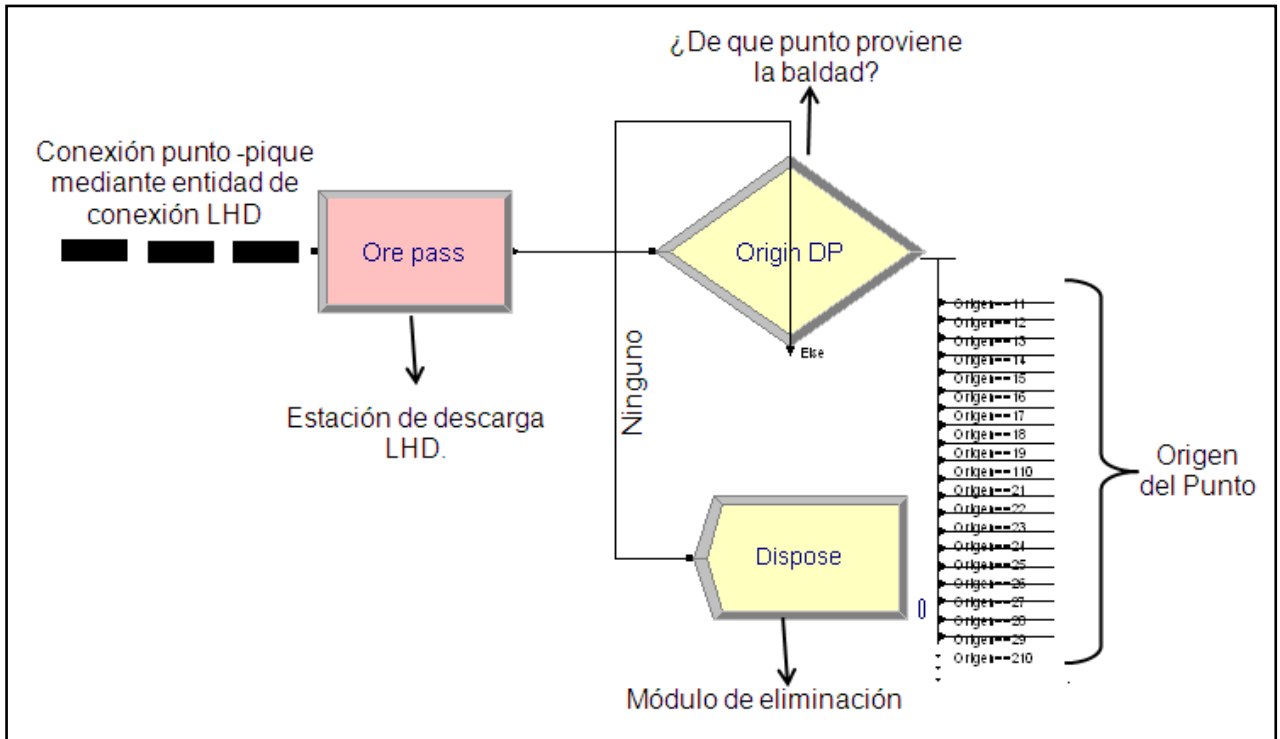 ¿De que punto proviene
la baldad?
Conexión punto -pique
mediante entidad de
conexión LHD
Ore pass
Origin DP
Else
Ninguno
Estación de descarga
LHD.
Origen==11
Origen==12
Origen==13
Origen==14
Origen==15
Origen==16
Origen==17
Origen==18
Origen==19
Origen==110
Origen==21
Origen==22
Origen==23
Origen==24
Origen==25
Origen==26
Origen==27
Origen==28
Origen==29
Origen==210
Origen
del Punto
Dispose
0
Módulo de eliminación